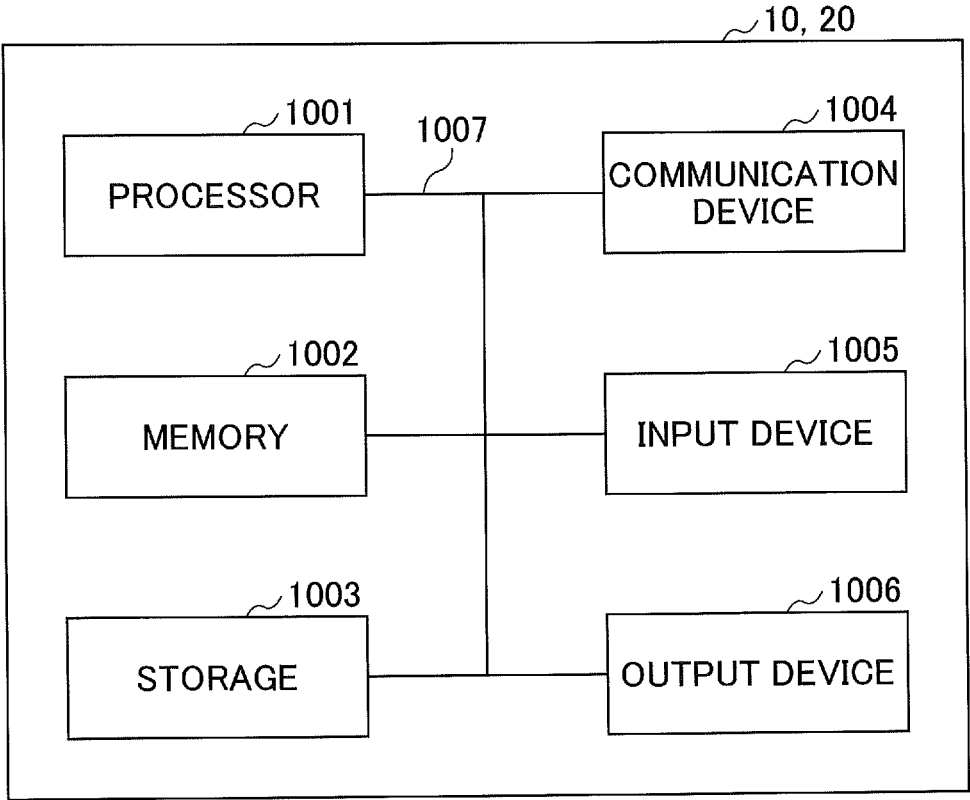 10, 20
1001
PROCESSOR
1007
1004
COMMUNICATION
DEVICE
1002
MEMORY
1005
INPUT DEVICE
1003
STORAGE
1006
OUTPUT DEVICE